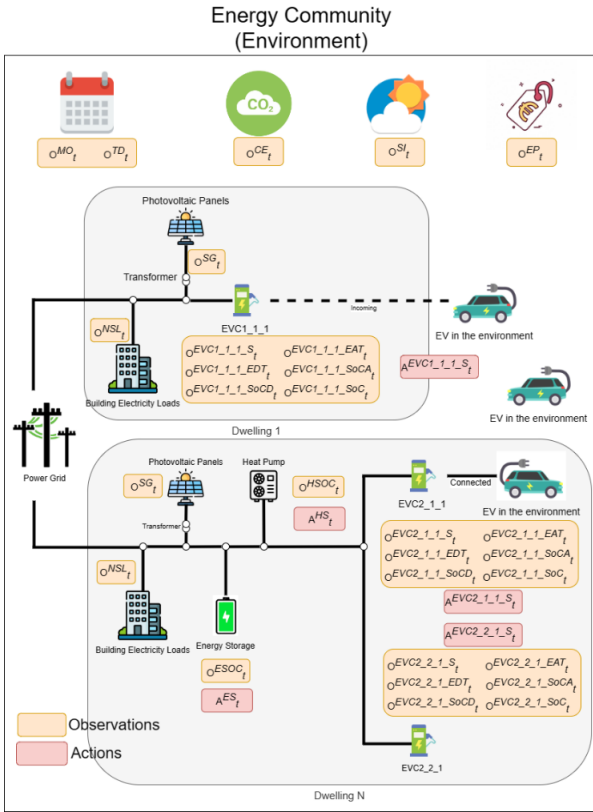 Energy Community
(Environment)
CO₂
O^MO_t O^TD_t
O^CE_t
O^SI_t
O^EP_t
Photovoltaic Panels
O^SG_t
Transformer
EVC1_1_1
Incoming
EV in the environment
O^NSL_t
O^EVC1_1_1_S_t O^EVC1_1_1_EAT_t
O^EVC1_1_1_EDT_t O^EVC1_1_1_SoCA_t
O^EVC1_1_1_SoCD_t O^EVC1_1_1_SoC_t
A^EVC1_1_1_S_t
Building Electricity Loads
EV in the environment
Dwelling 1
Power Grid
Photovoltaic Panels
Heat Pump
O^SG_t
O^HSOC_t
EVC2_1_1
Connected
EV in the environment
A^HS_t
Transformer
O^NSL_t
O^EVC2_1_1_S_t O^EVC2_1_1_EAT_t
O^EVC2_1_1_EDT_t O^EVC2_1_1_SoCA_t
O^EVC2_1_1_SoCD_t O^EVC2_1_1_SoC_t
A^EVC2_1_1_S_t
A^EVC2_2_1_S_t
Building Electricity Loads
Energy Storage
O^ESOC_t
A^ES_t
O^EVC2_2_1_S_t O^EVC2_2_1_EAT_t
O^EVC2_2_1_EDT_t O^EVC2_2_1_SoCA_t
O^EVC2_2_1_SoCD_t O^EVC2_2_1_SoC_t
EVC2_2_1
Observations
Actions
Dwelling N